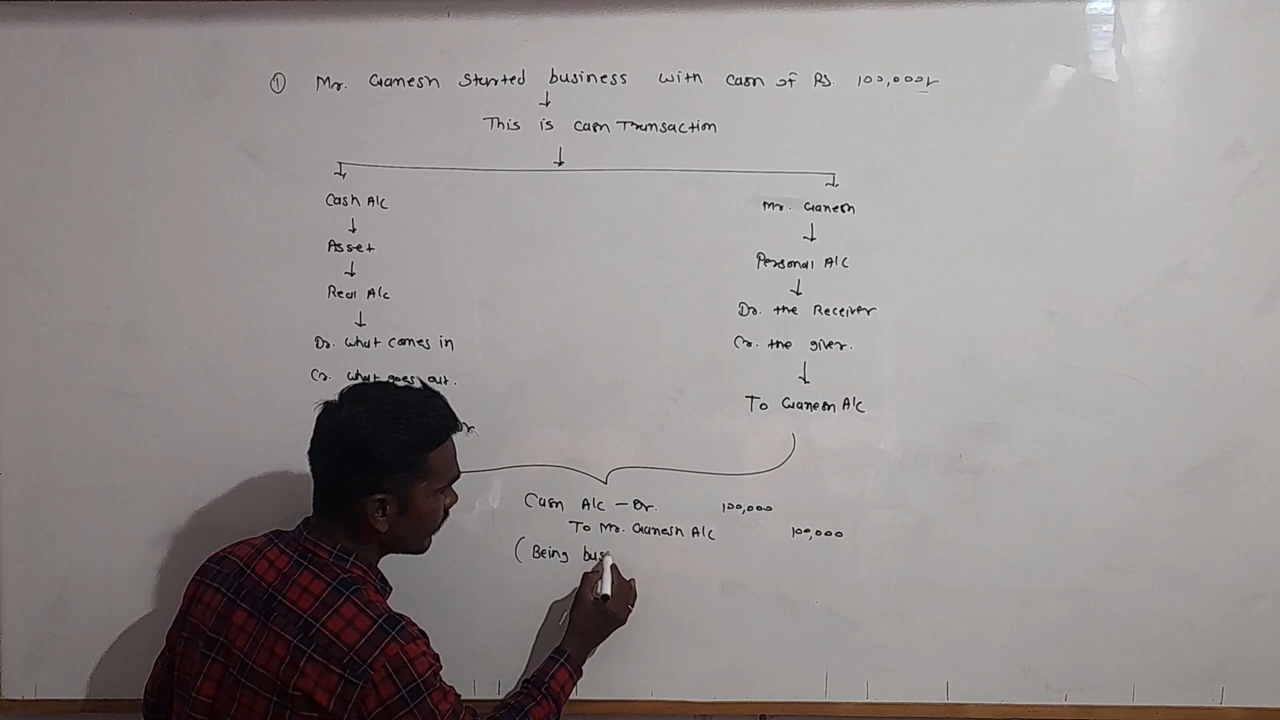 ① Mr. Ganesh started business with cash of Rs. 100,000/-
This is cash Transaction
Cash A/c
Asset
Real A/c
Dr. what comes in
Cr. what goes out.
Mr. Ganesh
Personal A/c
Dr. the Receiver
Cr. the giver.
To Ganesh A/c
Cash A/c – Dr. 100,000
To Mr. Ganesh A/c 100,000
(Being bus